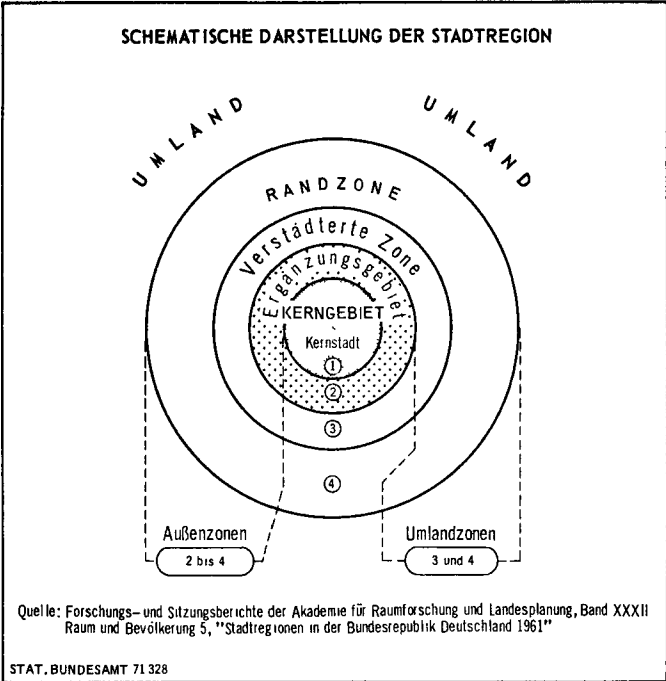 SCHEMATISCHE DARSTELLUNG DER STADTREGION
UMLAND
UMLAND
RANDZONE
Verstädterte Zone
Ergänzungsgebiet
KERNGEBIET
Kernstadt
1
2
3
4
Außenzonen
2 bis 4
Umlandzonen
3 und 4
Quelle: Forschungs- und Sitzungsberichte der Akademie für Raumforschung und Landesplanung, Band XXXII
Raum und Bevölkerung 5, "Stadtregionen in der Bundesrepublik Deutschland 1961"
STAT. BUNDESAMT 71 328